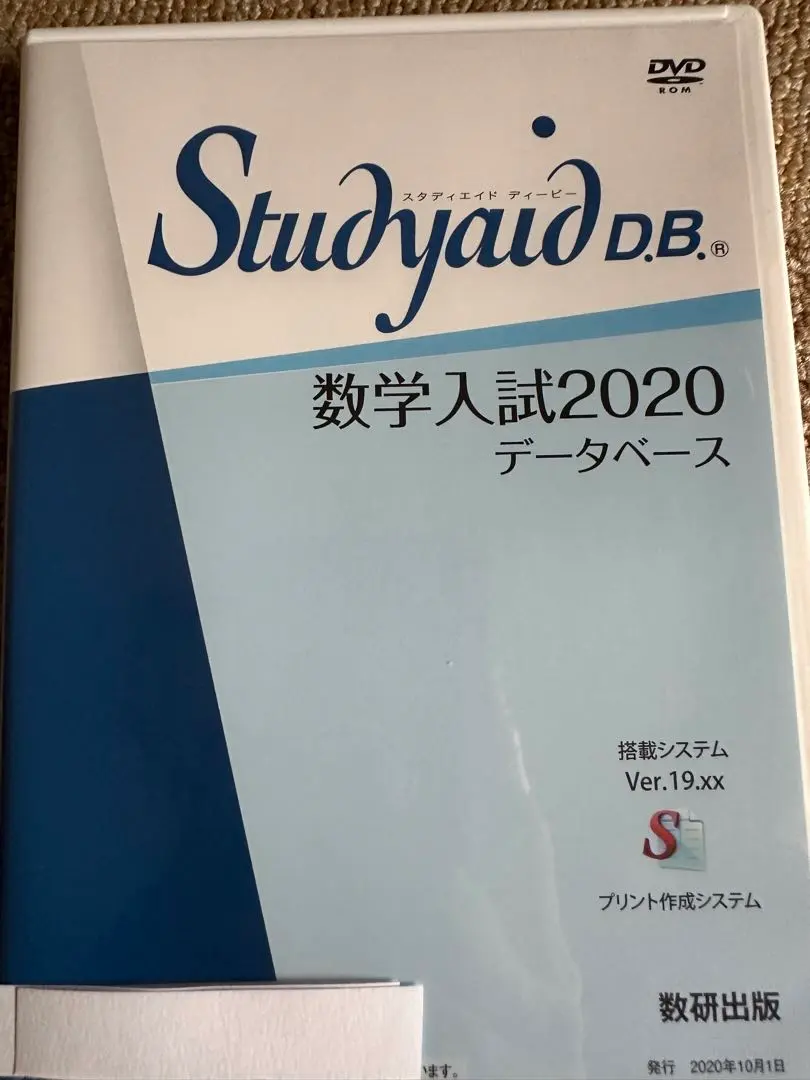 DVD
ROM
スタディエイド ディービー
Studyaid D.B.®
数学入試2020
データベース
搭載システム
Ver.19.xx
S
プリント作成システム
数研出版
います。
発行 2020年10月1日